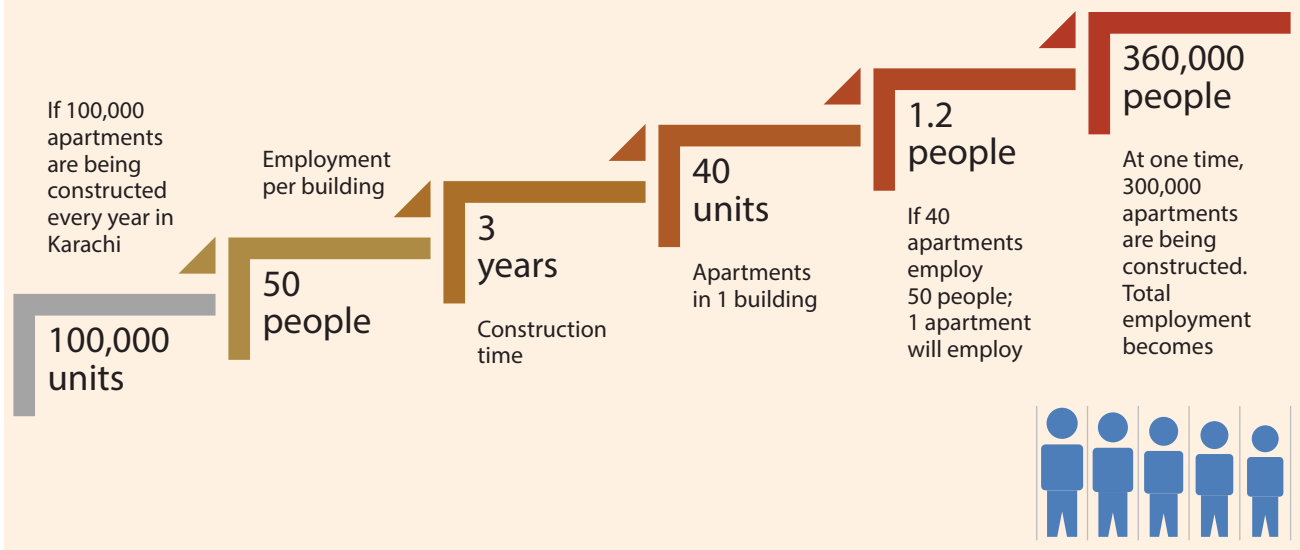 If 100,000
apartments
are being
constructed
every year in
Karachi
100,000
units
Employment
per building
50
people
3
years
Construction
time
40
units
Apartments
in 1 building
1.2
people
If 40
apartments
employ
50 people;
1 apartment
will employ
360,000
people
At one time,
300,000
apartments
are being
constructed.
Total
employment
becomes